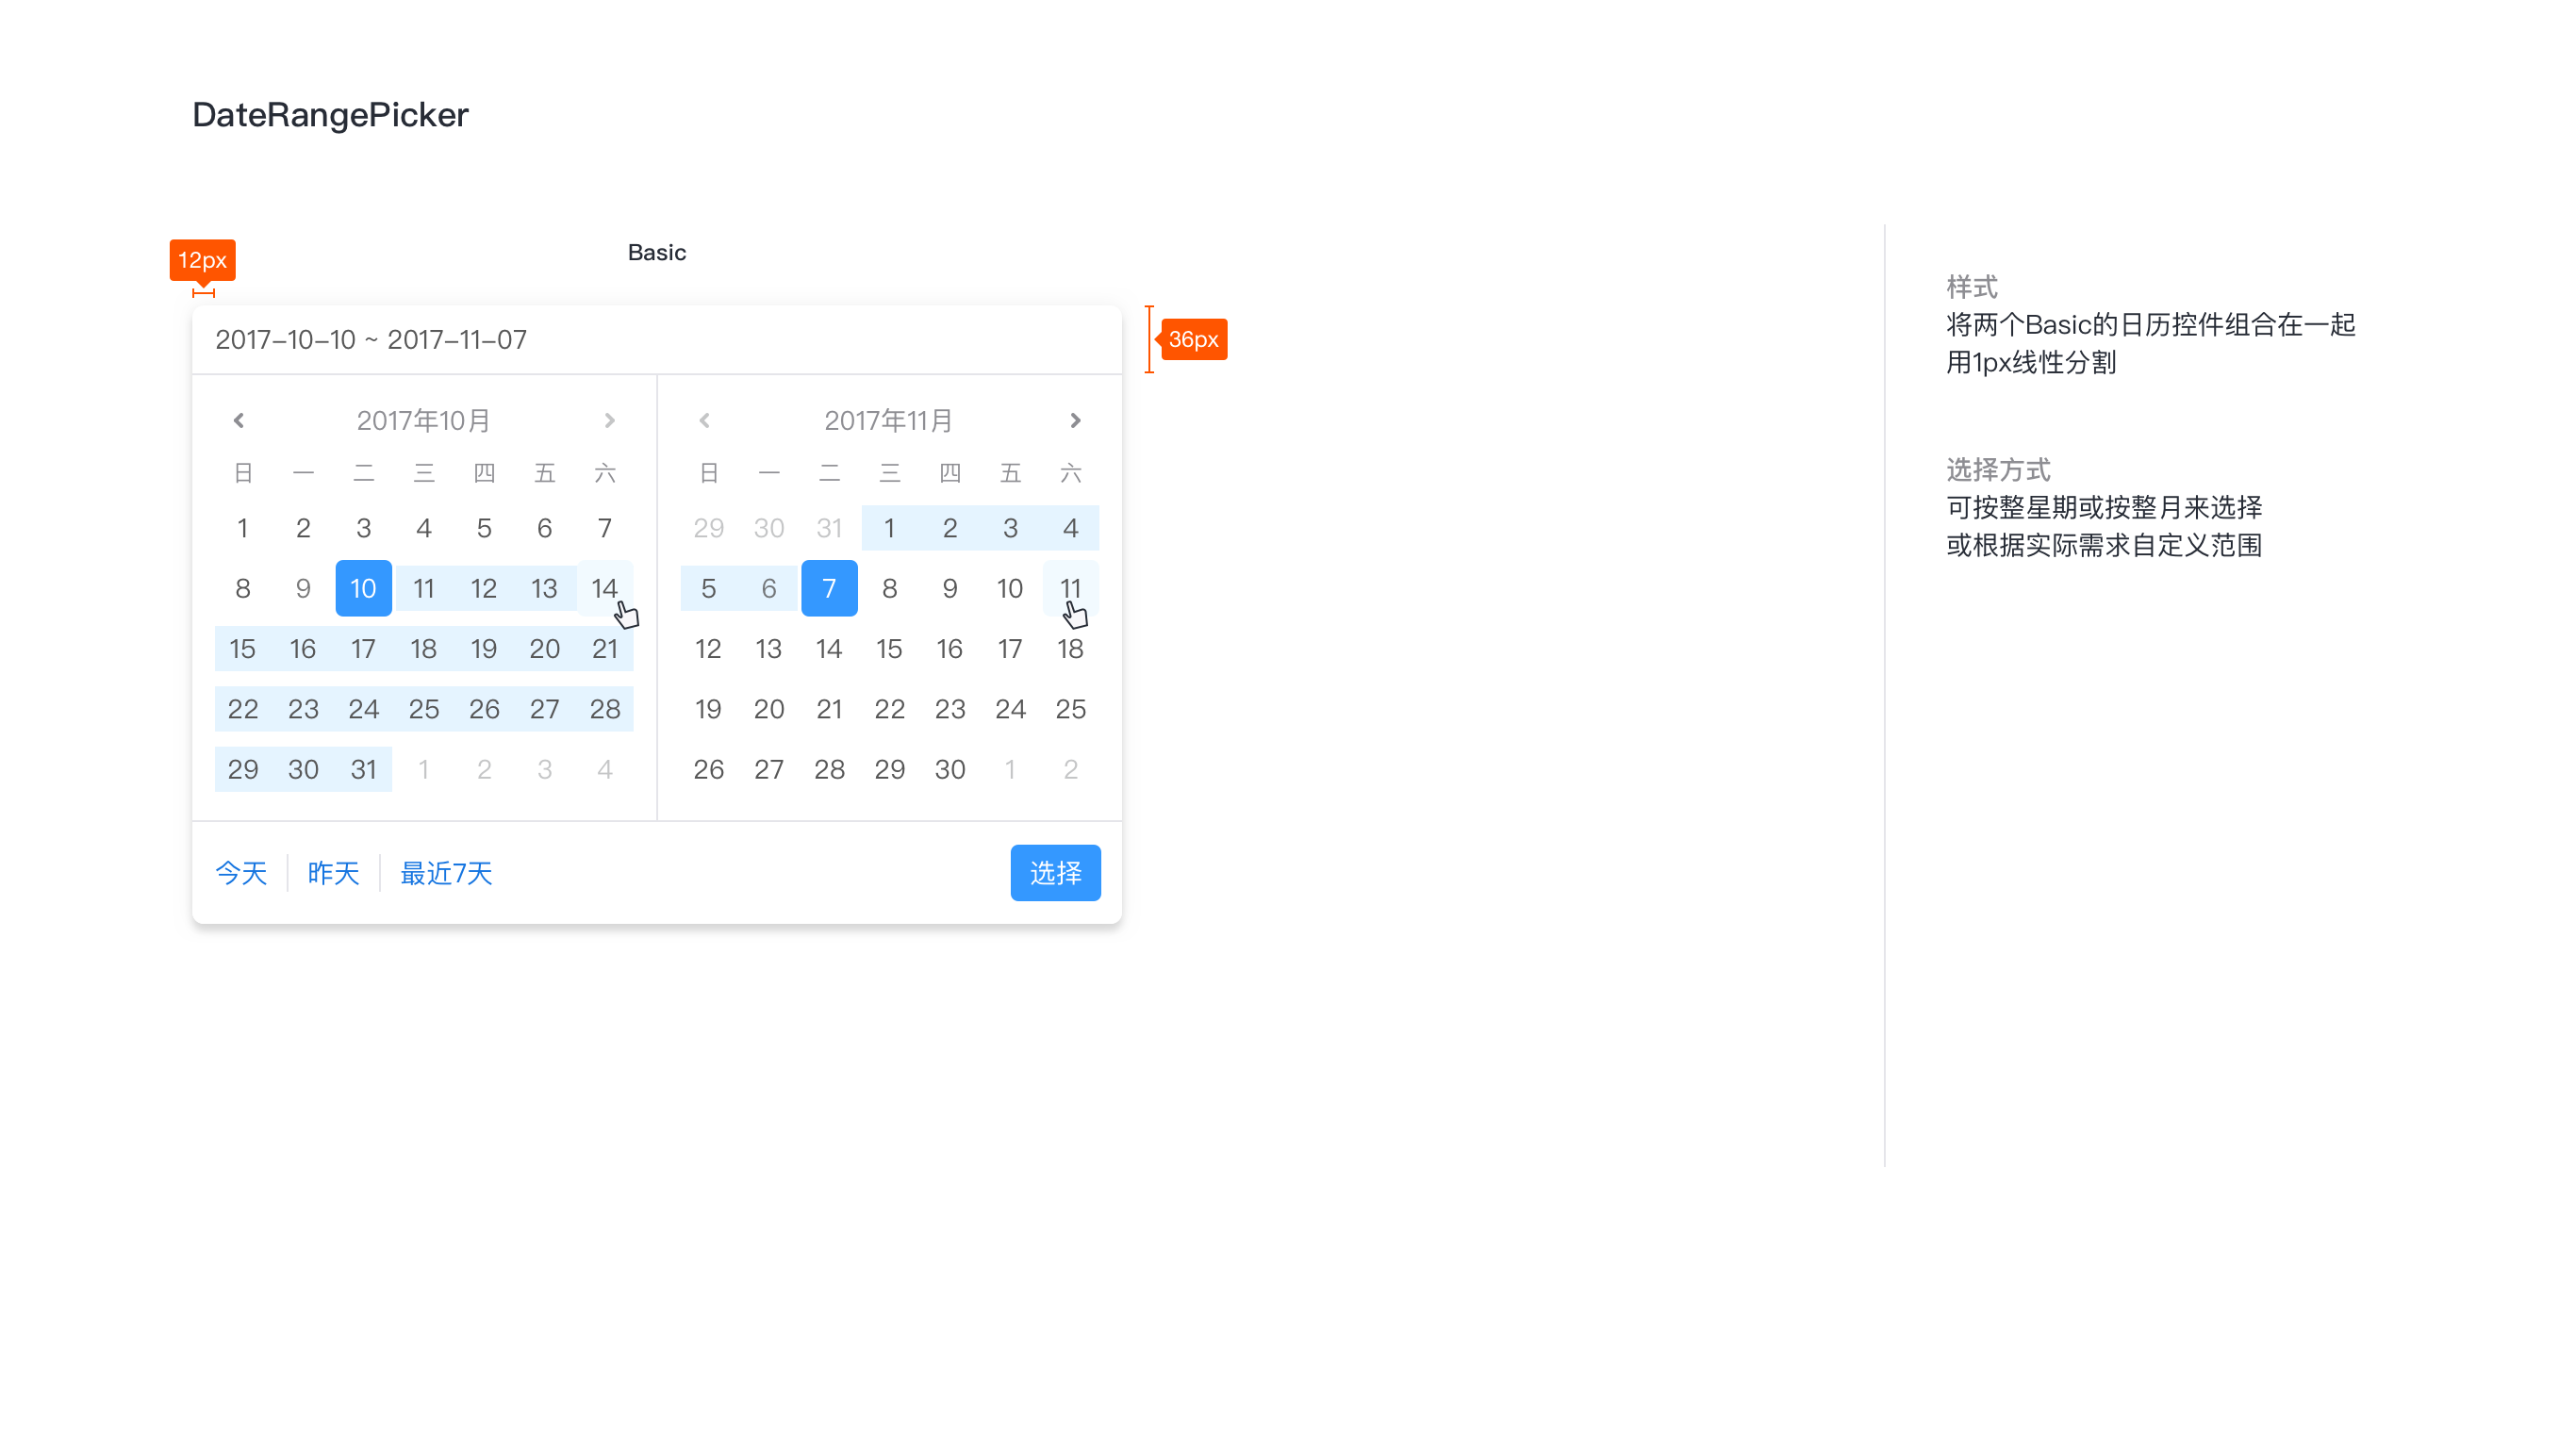 DateRangePicker
Basic
12px
2017-10-10 ~ 2017-11-07
36px
2017年10月
日 一 二 三 四 五 六
1 2 3 4 5 6 7
8 9 10 11 12 13 14
15 16 17 18 19 20 21
22 23 24 25 26 27 28
29 30 31 1 2 3 4
2017年11月
日 一 二 三 四 五 六
29 30 31 1 2 3 4
5 6 7 8 9 10 11
12 13 14 15 16 17 18
19 20 21 22 23 24 25
26 27 28 29 30 1 2
今天 昨天 最近7天
选择
样式
将两个Basic的日历控件组合在一起
用1px线性分割
选择方式
可按整星期或按整月来选择
或根据实际需求自定义范围